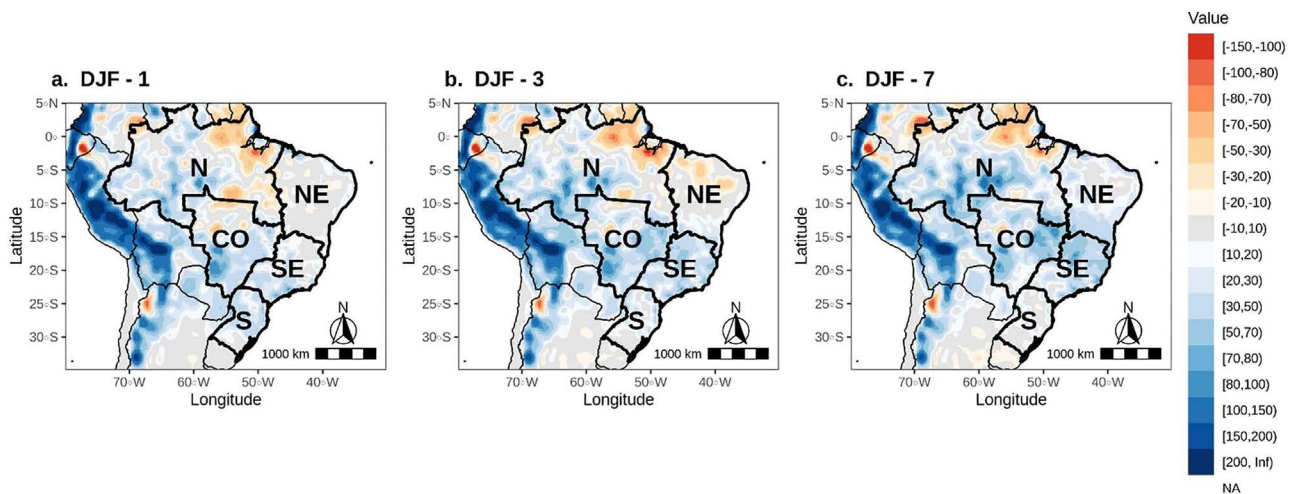 Value
[-150,-100)
[-100,-80)
[-80,-70)
[-70,-50)
[-50,-30)
[-30,-20)
[-20,-10)
[-10,10)
[10,20)
[20,30)
[30,50)
[50,70)
[70,80)
[80,100)
[100,150)
[150,200)
[200, Inf)
NA
a. DJF - 1
5°N
0°
5°S
10°S
15°S
20°S
25°S
30°S
Latitude
N
NE
CO
SE
S
N
1000 km
70°W 60°W 50°W 40°W
Longitude
b. DJF - 3
5°N
0°
5°S
10°S
15°S
20°S
25°S
30°S
Latitude
N
NE
CO
SE
S
N
1000 km
70°W 60°W 50°W 40°W
Longitude
c. DJF - 7
5°N
0°
5°S
10°S
15°S
20°S
25°S
30°S
Latitude
N
NE
CO
SE
S
N
1000 km
70°W 60°W 50°W 40°W
Longitude